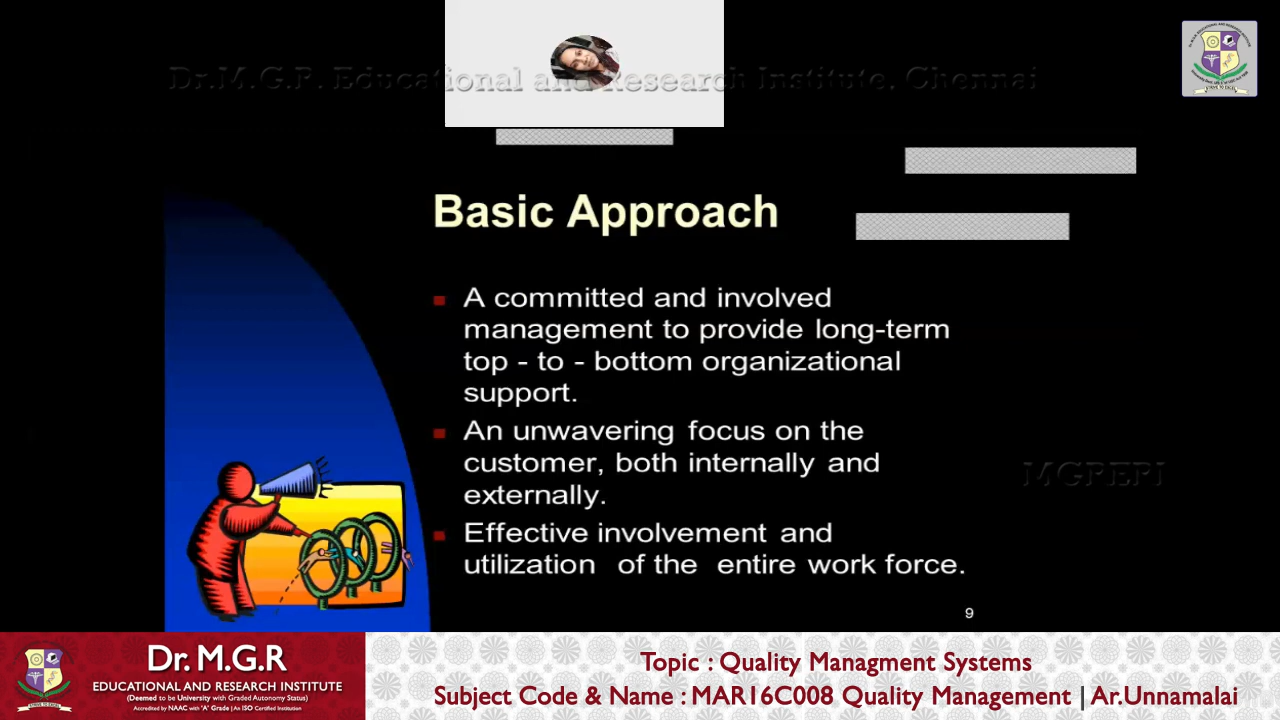 Dr.M.G.R. Educational and Research Institute, Chennai
Basic Approach
A committed and involved
management to provide long-term
top - to - bottom organizational
support.
An unwavering focus on the
customer, both internally and
externally.
MGRERI
Effective involvement and
utilization of the entire work force.
9
Dr. M.G.R
EDUCATIONAL AND RESEARCH INSTITUTE
(Deemed to be University with Graded Autonomy Status)
Accredited by NAAC with 'A' Grade | An ISO Certified Institution
Topic : Quality Managment Systems
Subject Code & Name : MAR16C008 Quality Management | Ar.Unnamalai